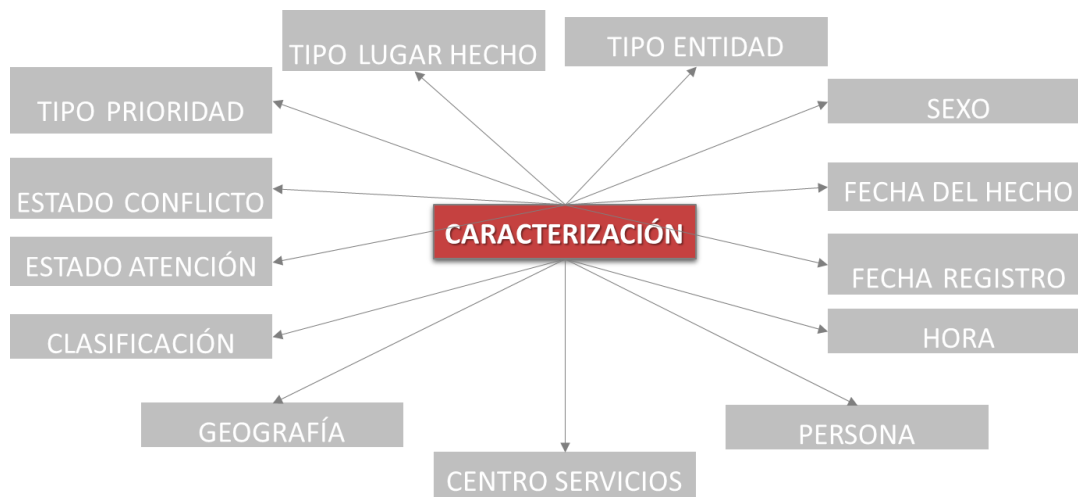 TIPO LUGAR HECHO
TIPO ENTIDAD
TIPO PRIORIDAD
SEXO
ESTADO CONFLICTO
FECHA DEL HECHO
CARACTERIZACIÓN
ESTADO ATENCIÓN
FECHA REGISTRO
CLASIFICACIÓN
HORA
GEOGRAFÍA
PERSONA
CENTRO SERVICIOS